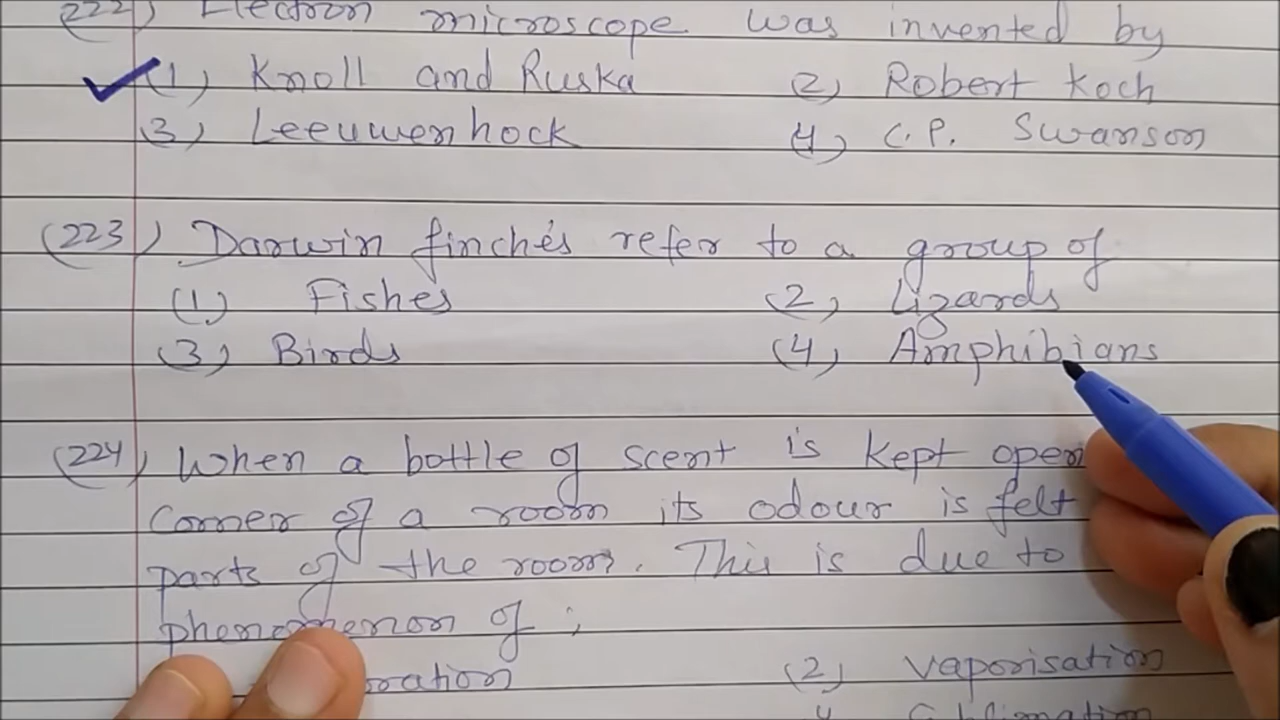 222) Electron microscope was invented by
(1) Knoll and Ruska 2) Robert Koch
3) Leeuwenhock 4) C.P. Swanson
(223) Darwin finche's refer to a group of
(1) Fishes (2) Lizards
(3) Birds (4) Amphibians
(224) When a bottle of scent is kept open
Corner of a room its odour is felt
parts of the room. This is due to
phenomenon of ;
(2) Vaporisation
4